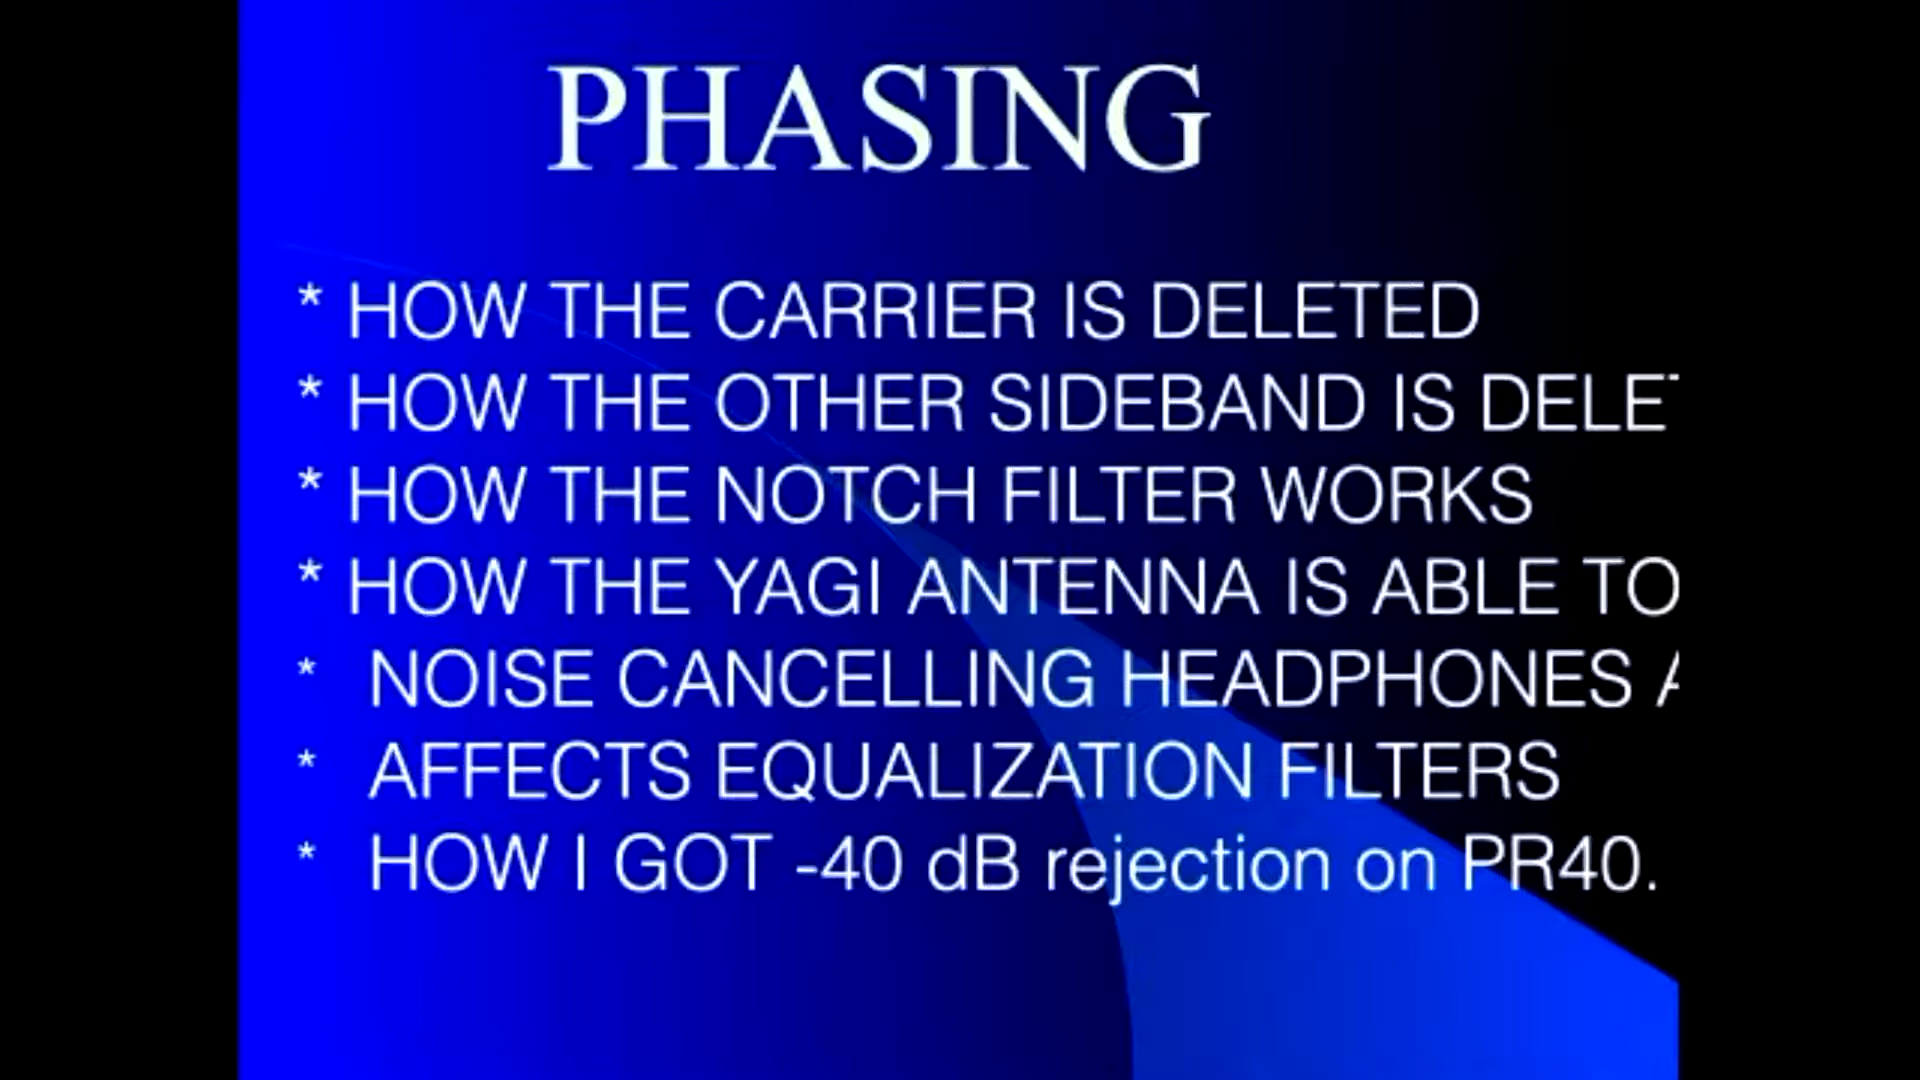 PHASING
* HOW THE CARRIER IS DELETED
* HOW THE OTHER SIDEBAND IS
* HOW THE NOTCH FILTER WORKS
* HOW THE YAGI ANTENNA IS ABLE TO
* NOISE CANCELLING HEADPHONES
* AFFECTS EQUALIZATION FILTERS
* HOW I GOT -40 dB rejection on PR40.